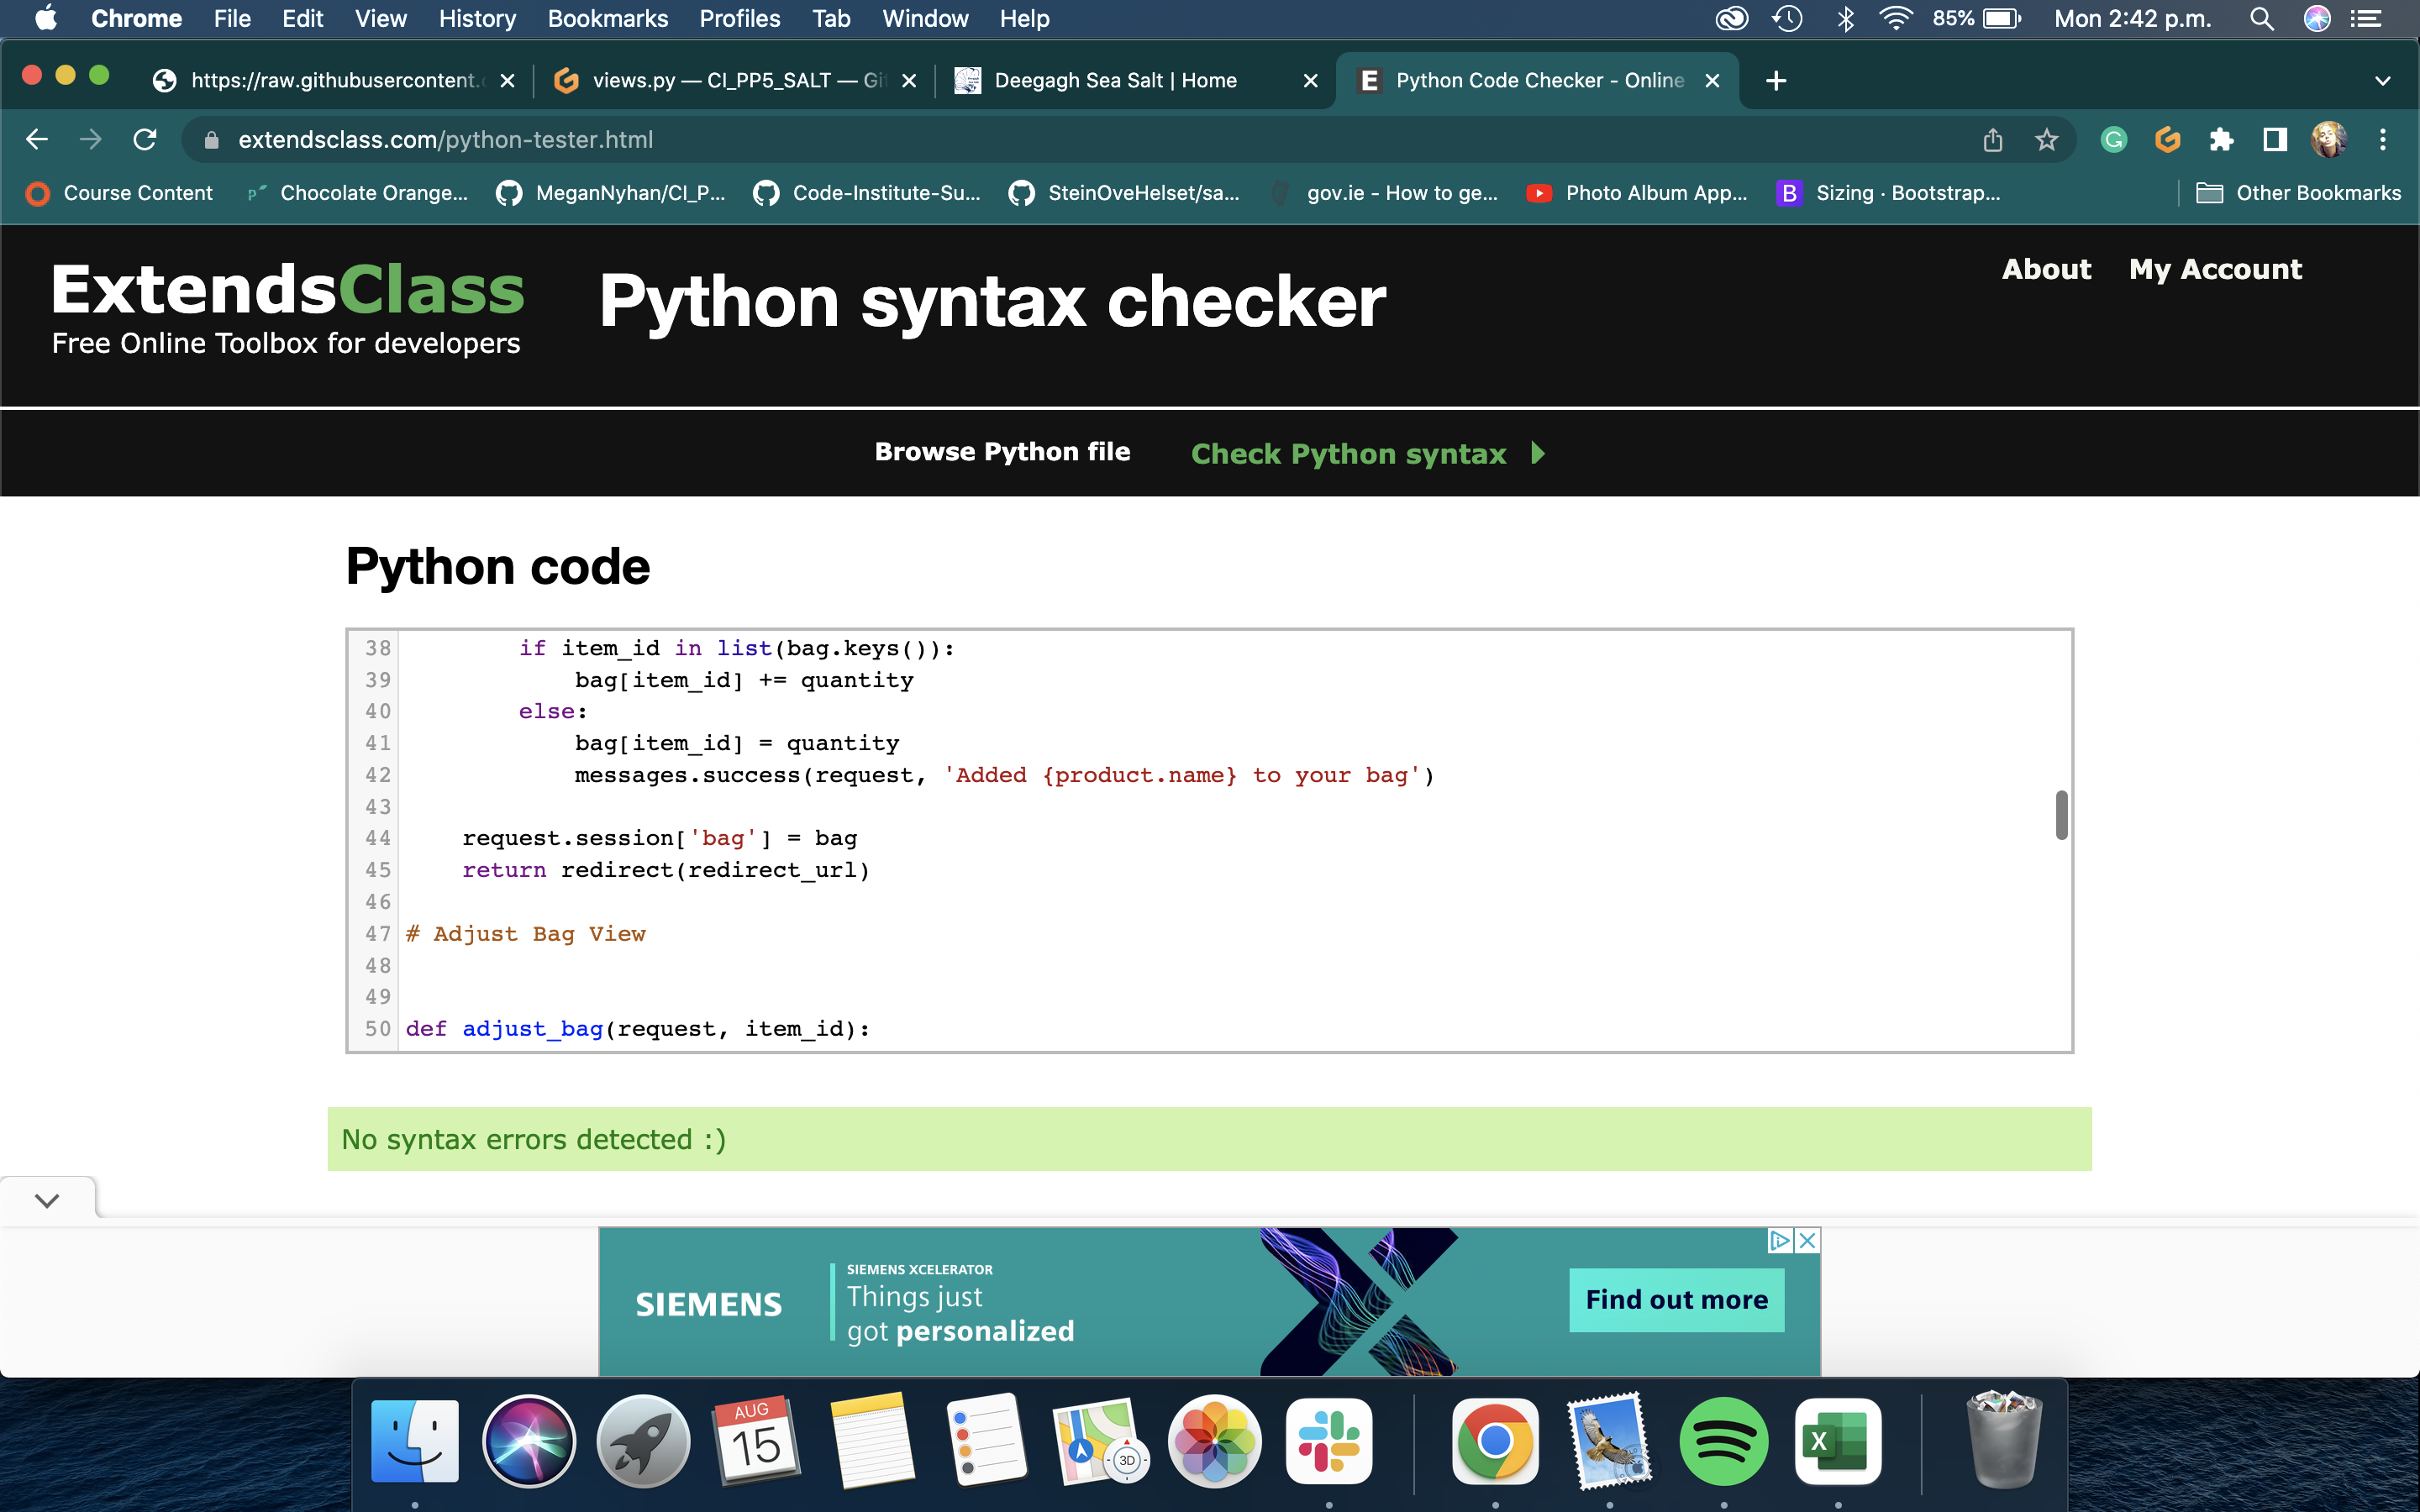 Chrome File Edit View History Bookmarks Profiles Tab Window Help 85% Mon 2:42 p.m.
https://raw.githubusercontent.c views.py — CI_PP5_SALT — Gi Deegagh Sea Salt | Home E Python Code Checker - Online
extendsclass.com/python-tester.html
Course Content Chocolate Orange... MeganNyhan/CI_P... Code-Institute-Su... SteinOveHelset/sa... gov.ie - How to ge... Photo Album App... B Sizing · Bootstrap... Other Bookmarks
ExtendsClass
Free Online Toolbox for developers
Python syntax checker
About My Account
Browse Python file Check Python syntax
Python code
38 if item_id in list(bag.keys()):
39 bag[item_id] += quantity
40 else:
41 bag[item_id] = quantity
42 messages.success(request, 'Added {product.name} to your bag')
43
44 request.session['bag'] = bag
45 return redirect(redirect_url)
46
47 # Adjust Bag View
48
49
50 def adjust_bag(request, item_id):
No syntax errors detected :)
SIEMENS
SIEMENS XCELERATOR
Things just
got personalized
Find out more
AUG
15
3D
X